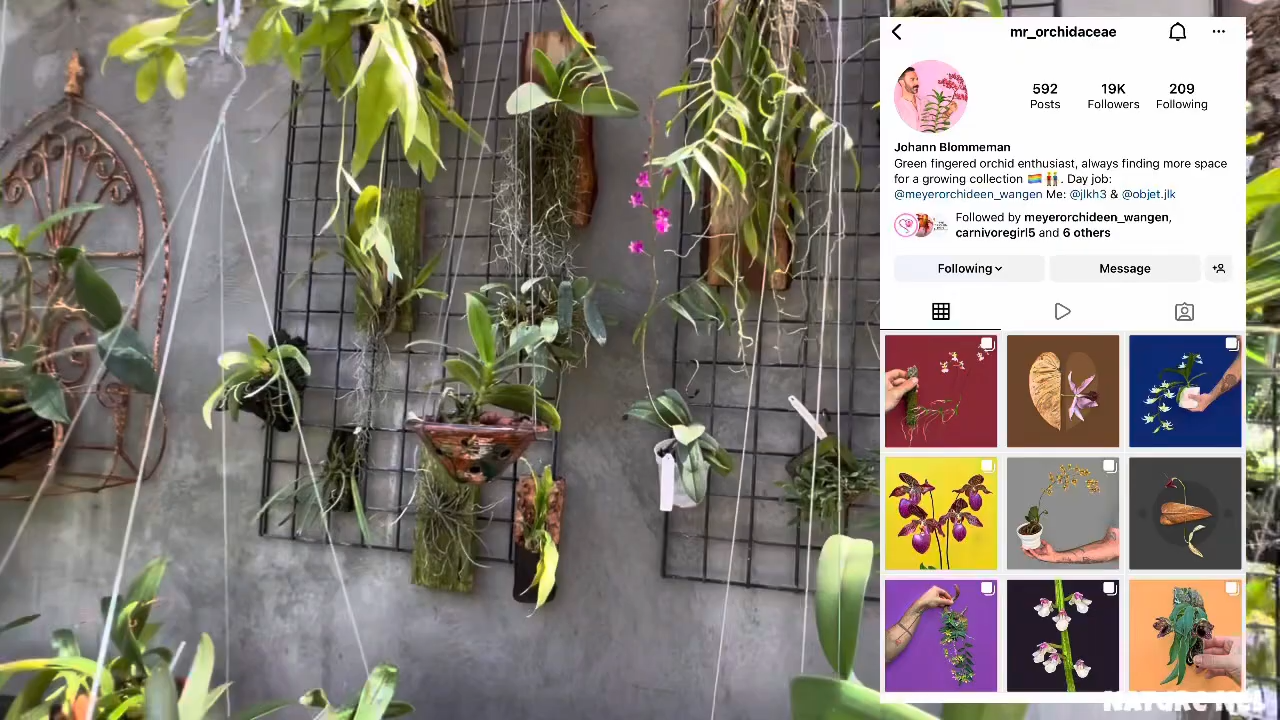 mr_orchidaceae
592
19K
209
Posts
Followers
Following
Johann Blommeman
Green fingered orchid enthusiast, always finding more space
for a growing collection 🏳️‍🌈 👬. Day job:
@meyerorchideen_wangen Me: @jlkh3 & @objet.jlk
Followed by meyerorchideen_wangen,
carnivoregirl5 and 6 others
Following
Message